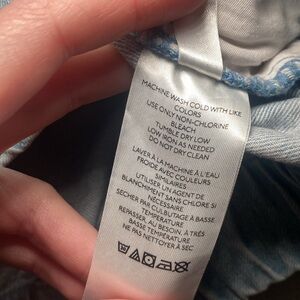 MACHINE WASH COLD WITH LIKE
COLORS
USE ONLY NON-CHLORINE
BLEACH
TUMBLE DRY LOW
LOW IRON AS NEEDED
DO NOT DRY CLEAN
LAVER À LA MACHINE À L'EAU
FROIDE AVEC COULEURS
SIMILAIRES
UTILISER UN AGENT DE
BLANCHIMENT SANS CHLORE SI
NÉCESSAIRE
SÉCHER PAR CULBUTAGE À BASSE
TEMPÉRATURE
REPASSER, AU BESOIN, À TRÈS
BASSE TEMPÉRATURE
NE PAS NETTOYER À SEC